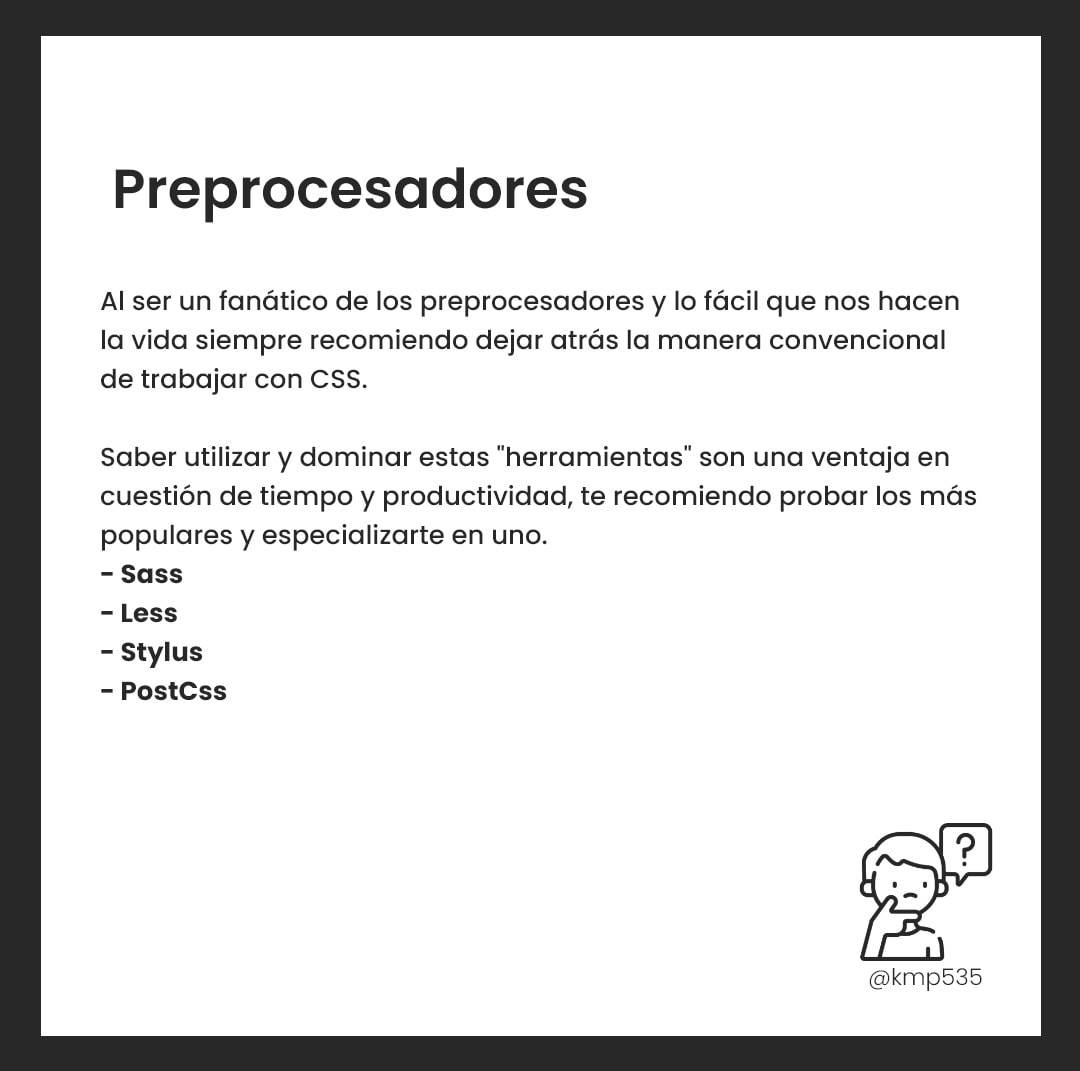 Preprocesadores
Al ser un fanático de los preprocesadores y lo fácil que nos hacen
la vida siempre recomiendo dejar atrás la manera convencional
de trabajar con CSS.
Saber utilizar y dominar estas "herramientas" son una ventaja en
cuestión de tiempo y productividad, te recomiendo probar los más
populares y especializarte en uno.
- Sass
- Less
- Stylus
- PostCss
?
@kmp535